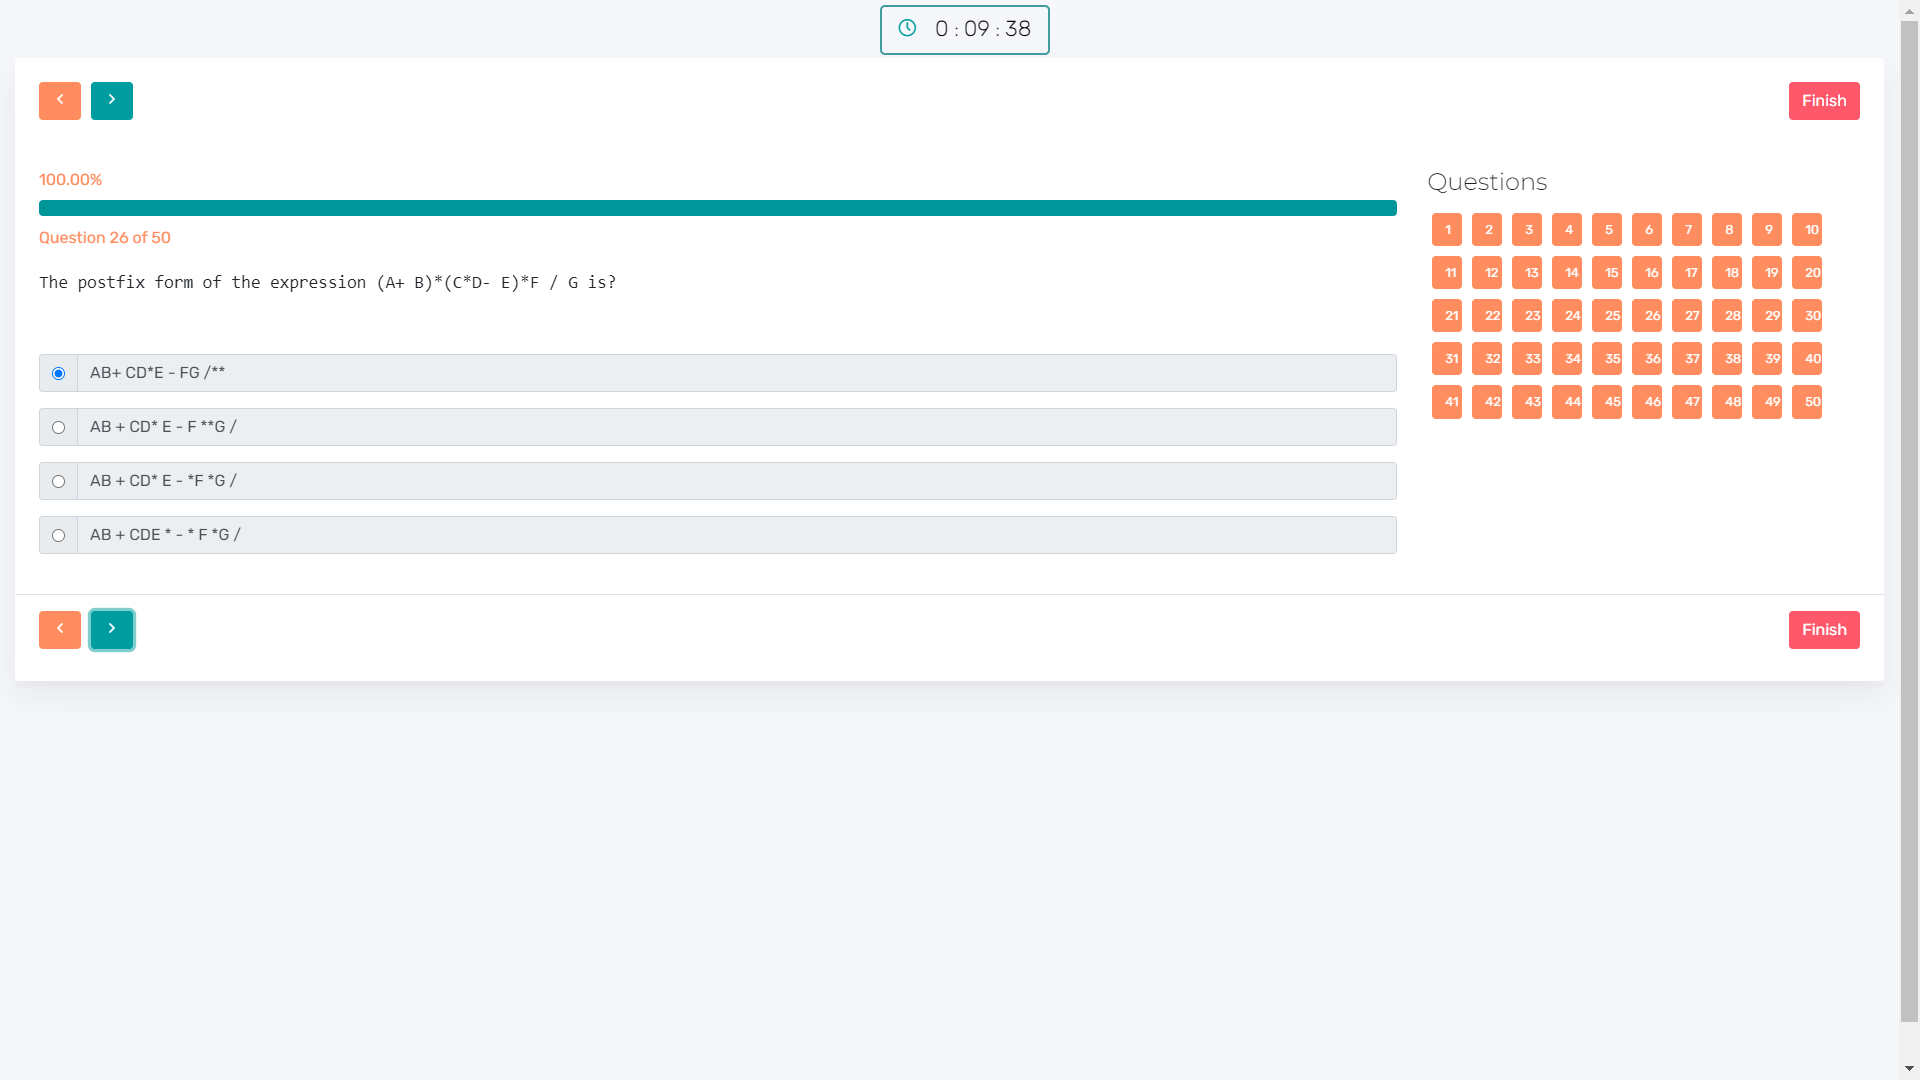 0 : 09 : 38
Finish
100.00%
Question 26 of 50
The postfix form of the expression (A+ B)*(C*D- E)*F / G is?
AB+ CD*E - FG /**
AB + CD* E - F **G /
AB + CD* E - *F *G /
AB + CDE * - * F *G /
Questions
1 2 3 4 5 6 7 8 9 10
11 12 13 14 15 16 17 18 19 20
21 22 23 24 25 26 27 28 29 30
31 32 33 34 35 36 37 38 39 40
41 42 43 44 45 46 47 48 49 50
Finish